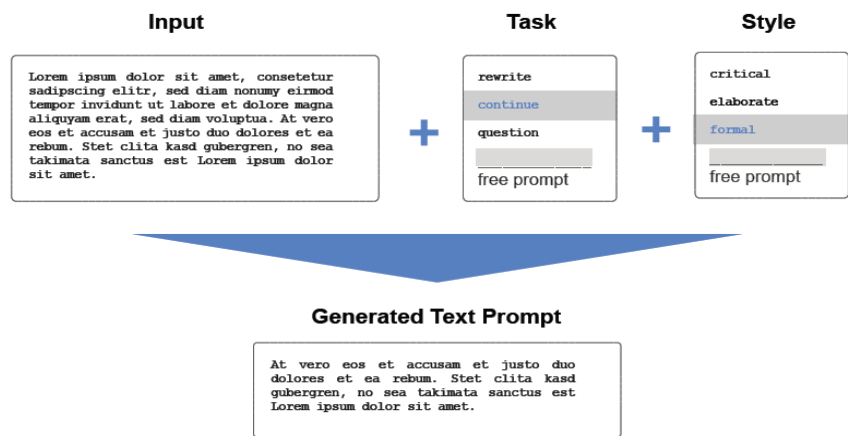 Input
Task
Style
Lorem ipsum dolor sit amet, consetetur
sadipscing elitr, sed diam nonumy eirmod
tempor invidunt ut labore et dolore magna
aliquyam erat, sed diam voluptua. At vero
eos et accusam et justo duo dolores et ea
rebum. Stet clita kasd gubergren, no sea
takimata sanctus est Lorem ipsum dolor
sit amet.
+
rewrite
continue
question
free prompt
+
critical
elaborate
formal
free prompt
Generated Text Prompt
At vero eos et accusam et justo duo
dolores et ea rebum. Stet clita kasd
gubergren, no sea takimata sanctus est
Lorem ipsum dolor sit amet.